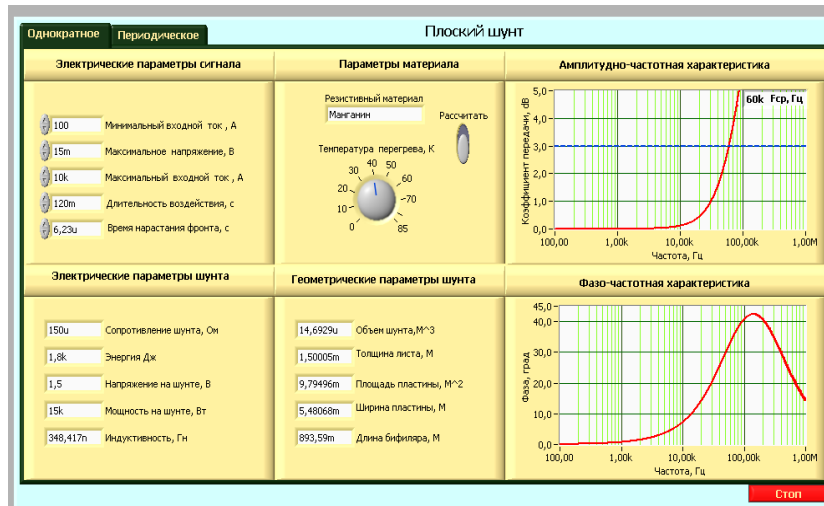 Плоский шунт
Однократное
Периодическое
Электрические параметры сигнала
100 Минимальный входной ток , А
15m Максимальное напряжение, В
10k Максимальный входной ток , А
120m Длительность воздействия, с
6,23u Время нарастания фронта, с
Параметры материала
Резистивный материал
Манганин
Рассчитать
Температура перегрева, К
0
10
20
30
40
50
60
70
85
Амплитудно-частотная характеристика
60k Fср, Гц
Коэффициент передачи, dB
5,0
4,0
3,0
2,0
1,0
0,0
100,00 1,00k 10,00k 100,00k 1,00M
Частота, Гц
Электрические параметры шунта
150u Сопротивление шунта, Ом
1,8k Энергия Дж
1,5 Напряжение на шунте, В
15k Мощность на шунте, Вт
348,417n Индуктивность, Гн
Геометрические параметры шунта
14,6929u Объем шунта,М^3
1,50005m Толщина листа, М
9,79496m Площадь пластины, М^2
5,48068m Ширина пластины, М
893,59m Длина бифиляра, М
Фазо-частотная характеристика
Фаза, град
45,0
40,0
30,0
20,0
10,0
0,0
100,00 1,00k 10,00k 100,00k 1,00M
Частота, Гц
Стоп